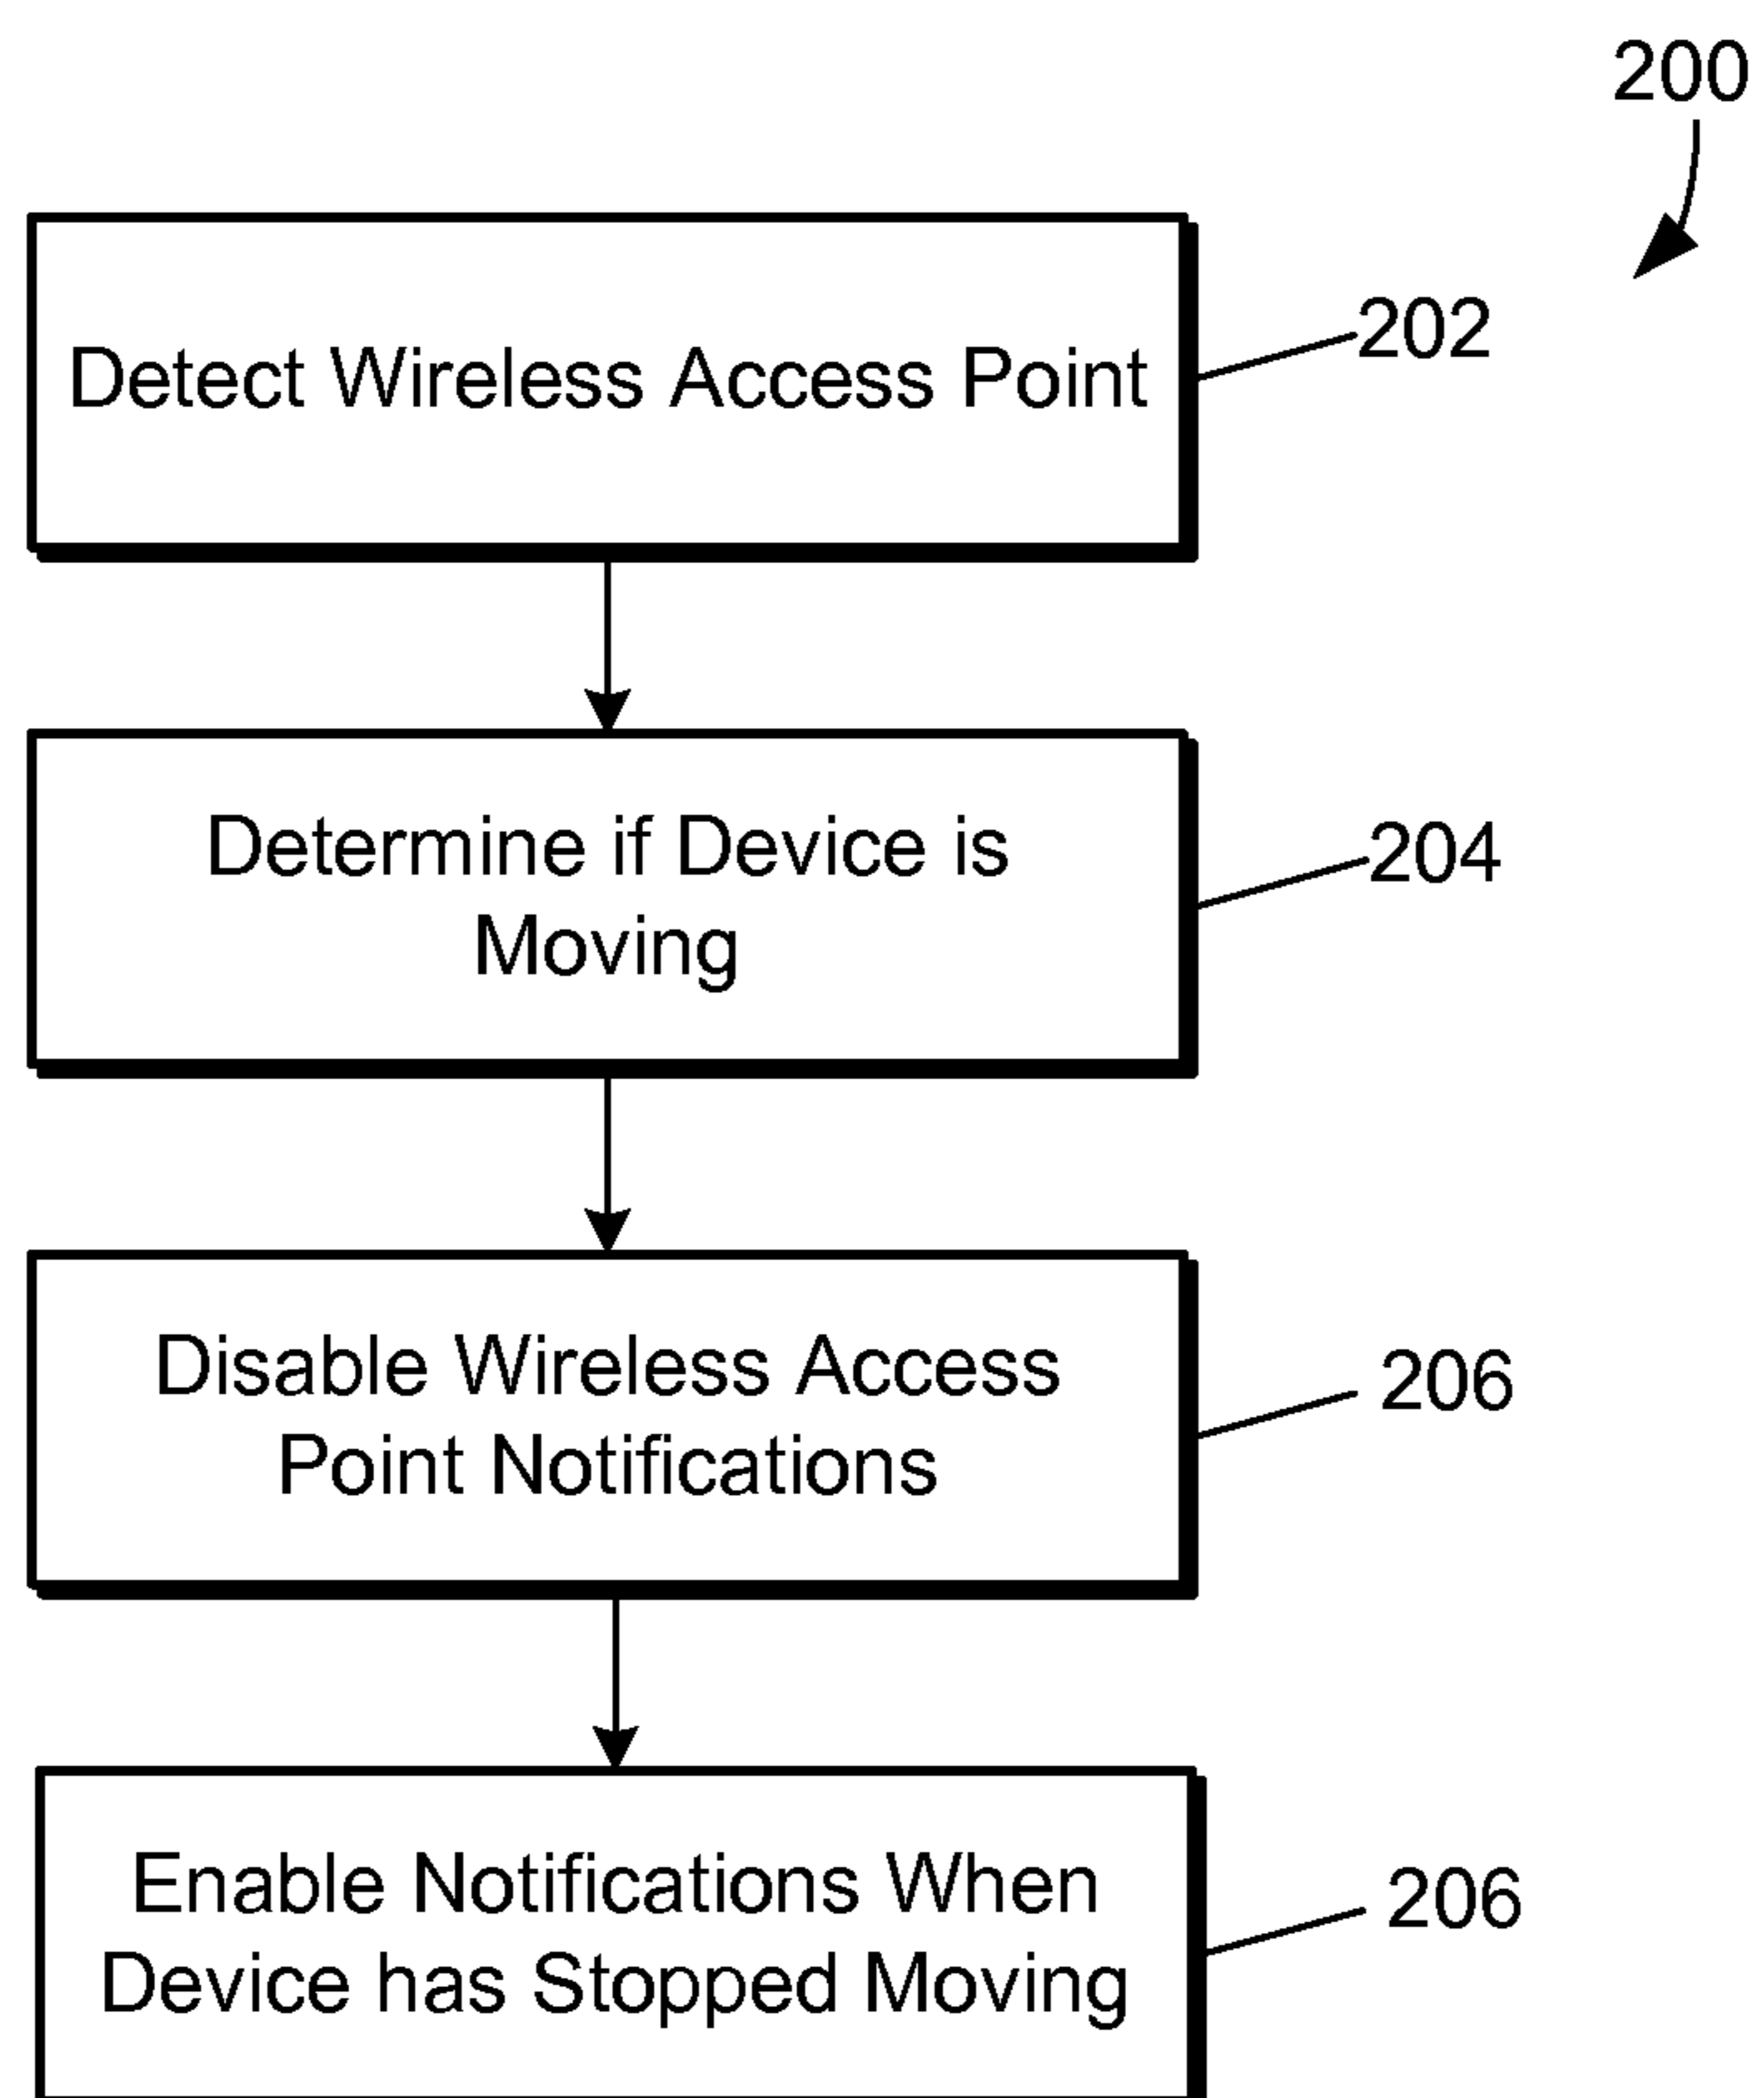 200
Detect Wireless Access Point
202
Determine if Device is
Moving
204
Disable Wireless Access
Point Notifications
206
Enable Notifications When
Device has Stopped Moving
206